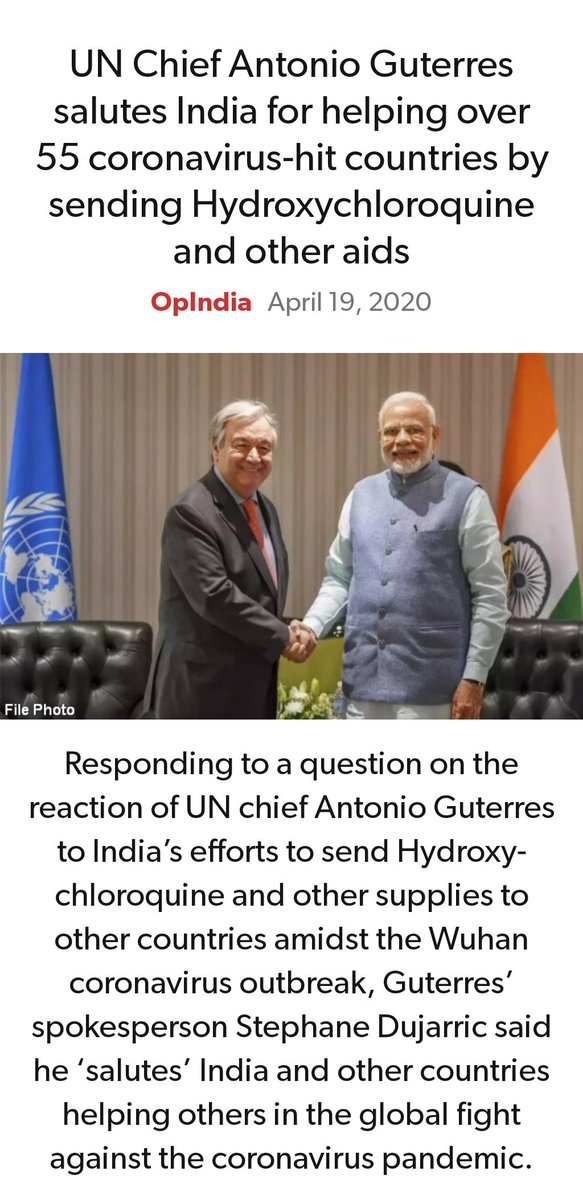 UN Chief Antonio Guterres
salutes India for helping over
55 coronavirus-hit countries by
sending Hydroxychloroquine
and other aids
OpIndia April 19, 2020
File Photo
Responding to a question on the
reaction of UN chief Antonio Guterres
to India’s efforts to send Hydroxy-
chloroquine and other supplies to
other countries amidst the Wuhan
coronavirus outbreak, Guterres’
spokesperson Stephane Dujarric said
he ‘salutes’ India and other countries
helping others in the global fight
against the coronavirus pandemic.